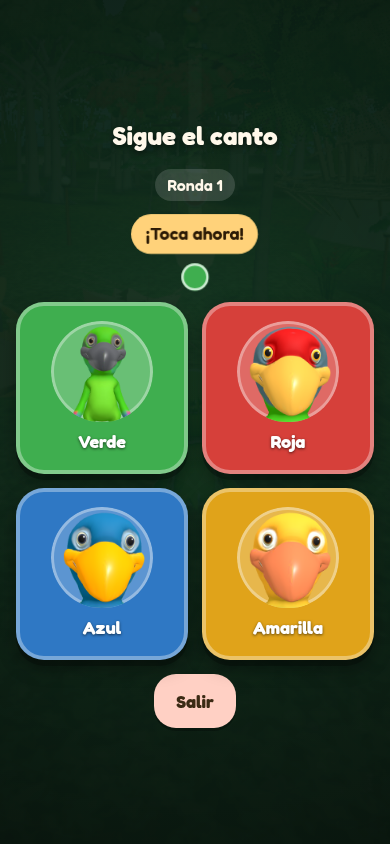 Sigue el canto
Ronda 1
¡Toca ahora!
Verde
Roja
Azul
Amarilla
Salir